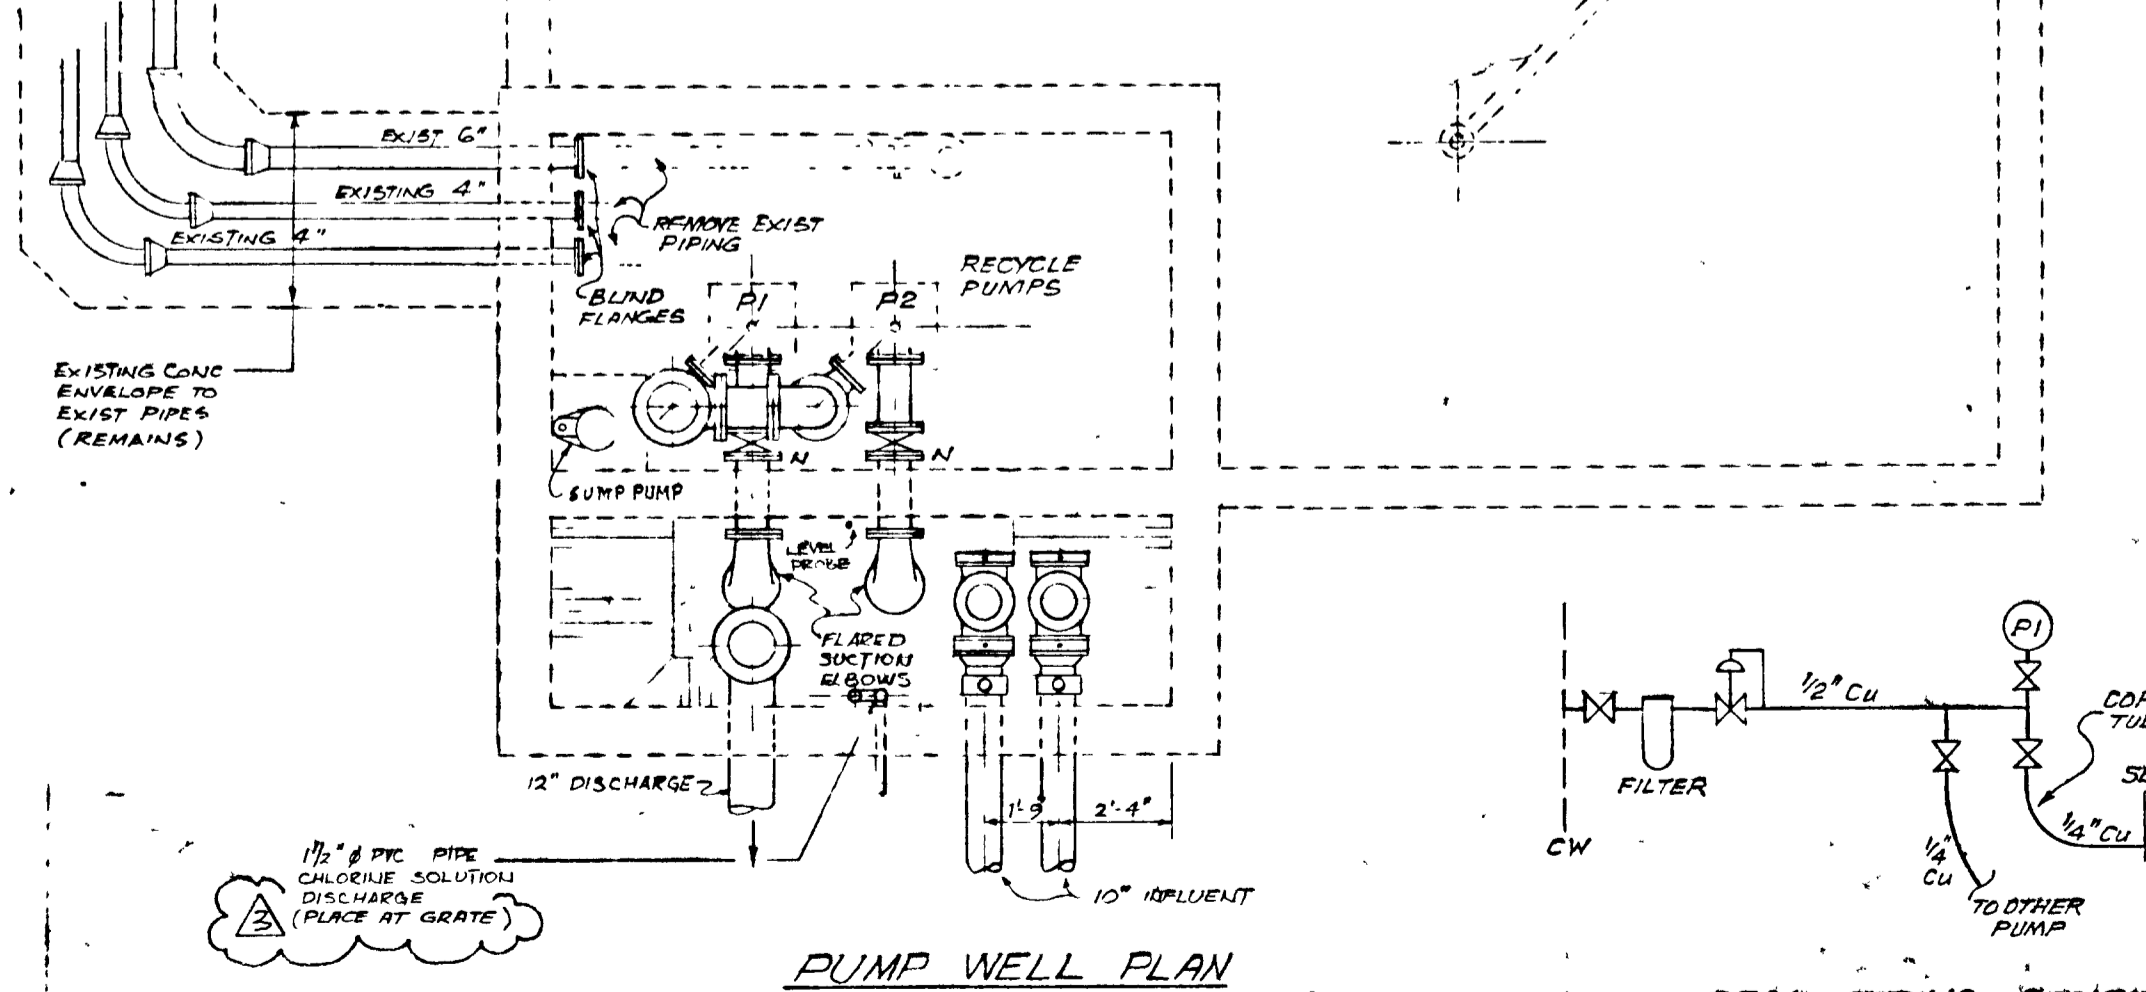 EXIST 6"
EXISTING 4"
EXISTING 4"
REMOVE EXIST
PIPING
RECYCLE
PUMPS
BLIND
FLANGES
P1
P2
EXISTING CONC
ENVELOPE TO
EXIST PIPES
(REMAINS)
N
N
SUMP PUMP
LEVEL
PROBE
FLARED
SUCTION
ELBOWS
12" DISCHARGE
1'-9"
2'-4"
1 1/2" ø PVC PIPE
CHLORINE SOLUTION
DISCHARGE
(PLACE AT GRATE)
3
10" INFLUENT
PUMP WELL PLAN
PI
1/2" Cu
FILTER
CW
1/4" Cu
1/4"
Cu
TO OTHER
PUMP